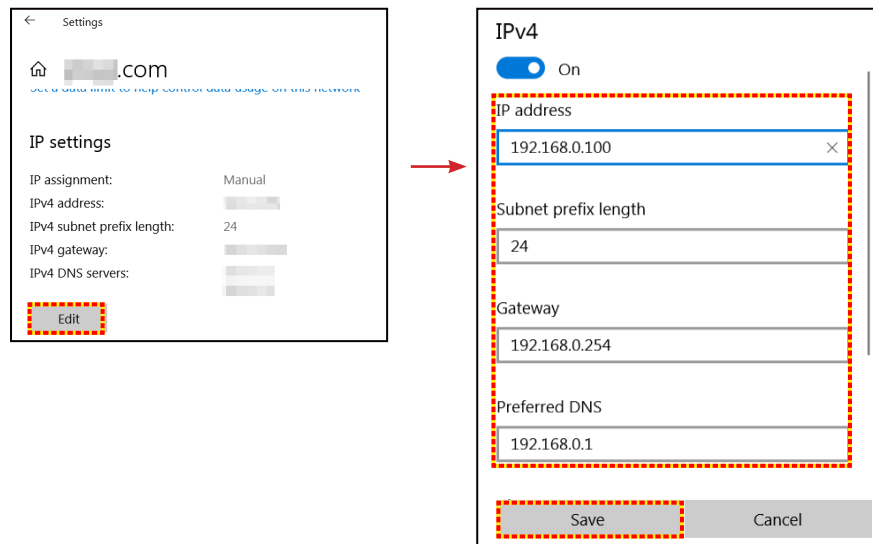 Settings
.com
Set a data limit to help control data usage on this network
IP settings
IP assignment: Manual
IPv4 address:
IPv4 subnet prefix length: 24
IPv4 gateway:
IPv4 DNS servers:
Edit
IPv4
On
IP address
192.168.0.100
Subnet prefix length
24
Gateway
192.168.0.254
Preferred DNS
192.168.0.1
Save Cancel